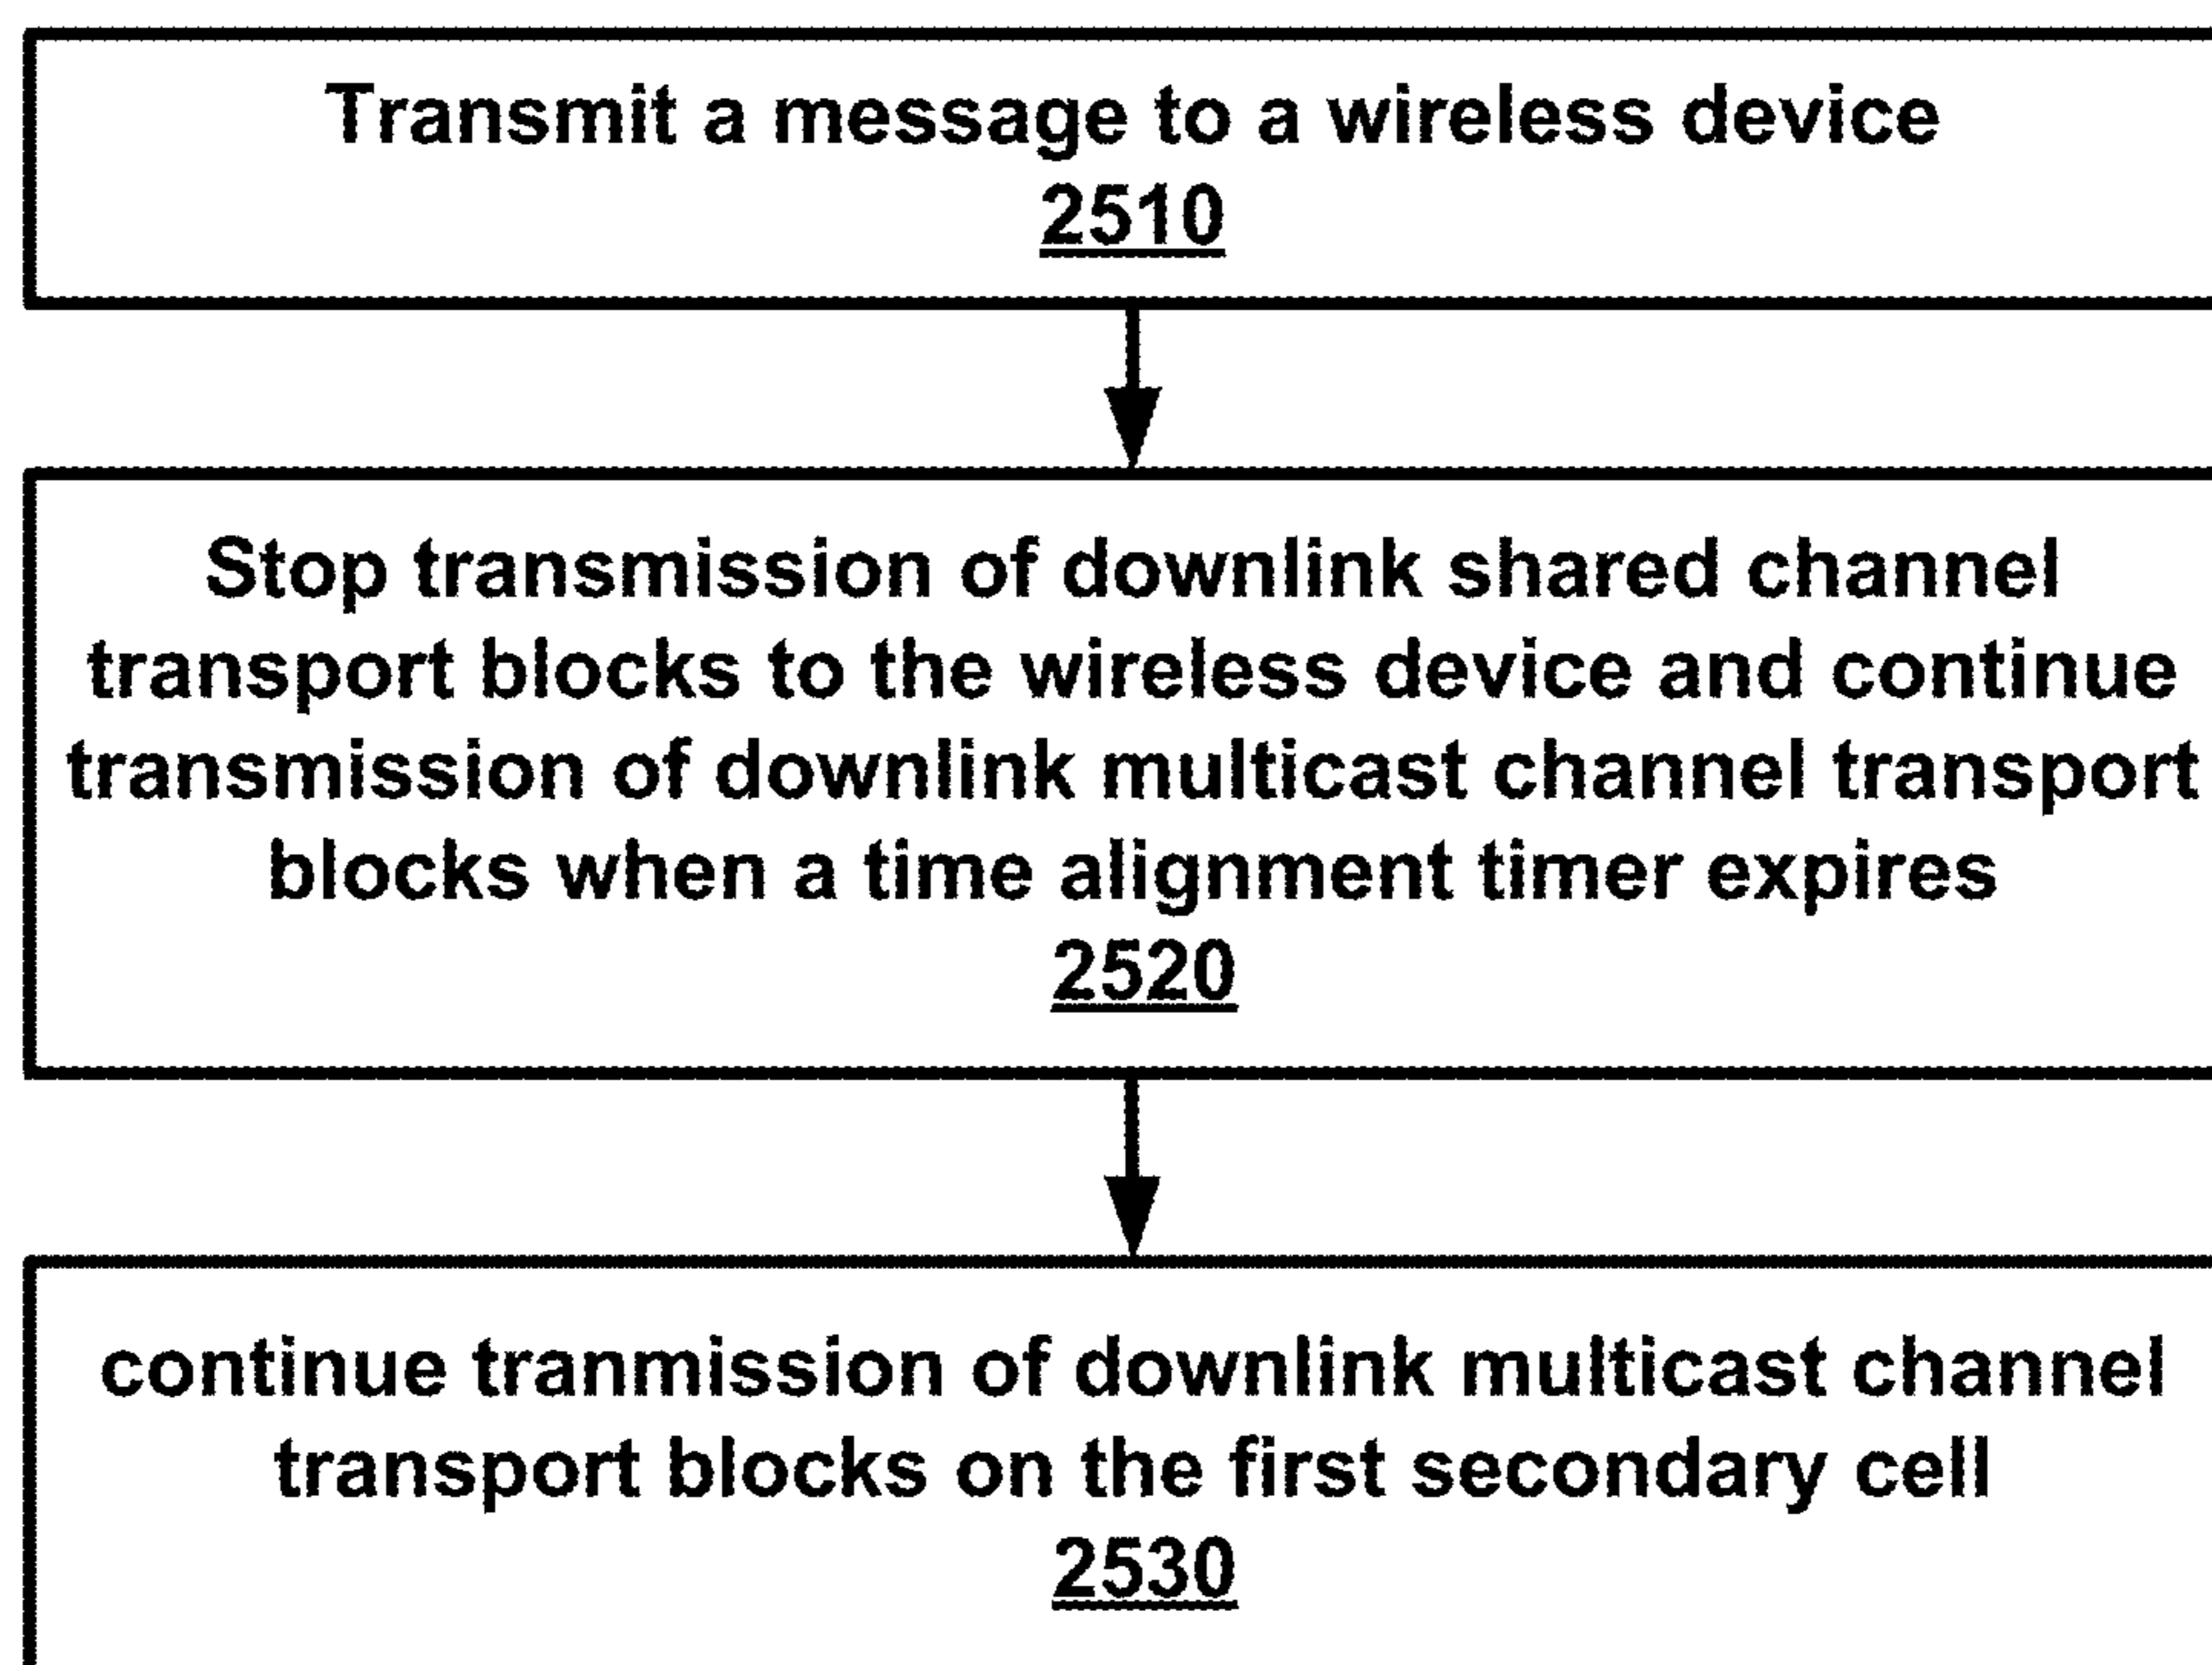 Transmit a message to a wireless device
2510
Stop transmission of downlink shared channel
transport blocks to the wireless device and continue
transmission of downlink multicast channel transport
blocks when a time alignment timer expires
2520
continue tranmission of downlink multicast channel
transport blocks on the first secondary cell
2530